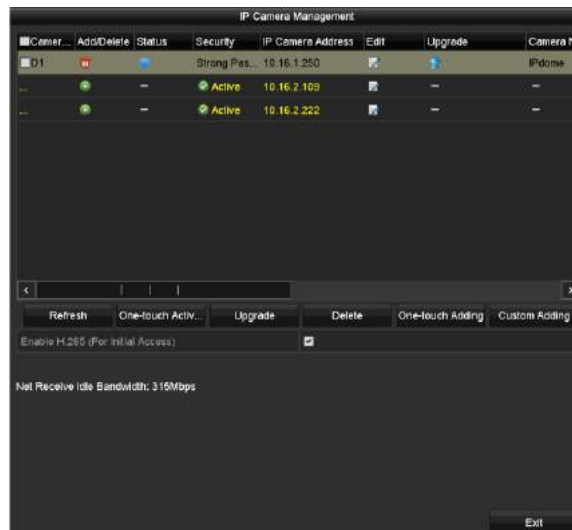 IP Camera Management
Camer... Add/Delete Status Security IP Camera Address Edit Upgrade Camera N
D1 Strong Pas... 10.16.1.250 IPdome
... — Active 10.16.2.109 — —
... — Active 10.16.2.222 — —
Refresh One-touch Activ... Upgrade Delete One-touch Adding Custom Adding
Enable H.265 (For Initial Access)
Net Receive Idle Bandwidth: 315Mbps
Exit